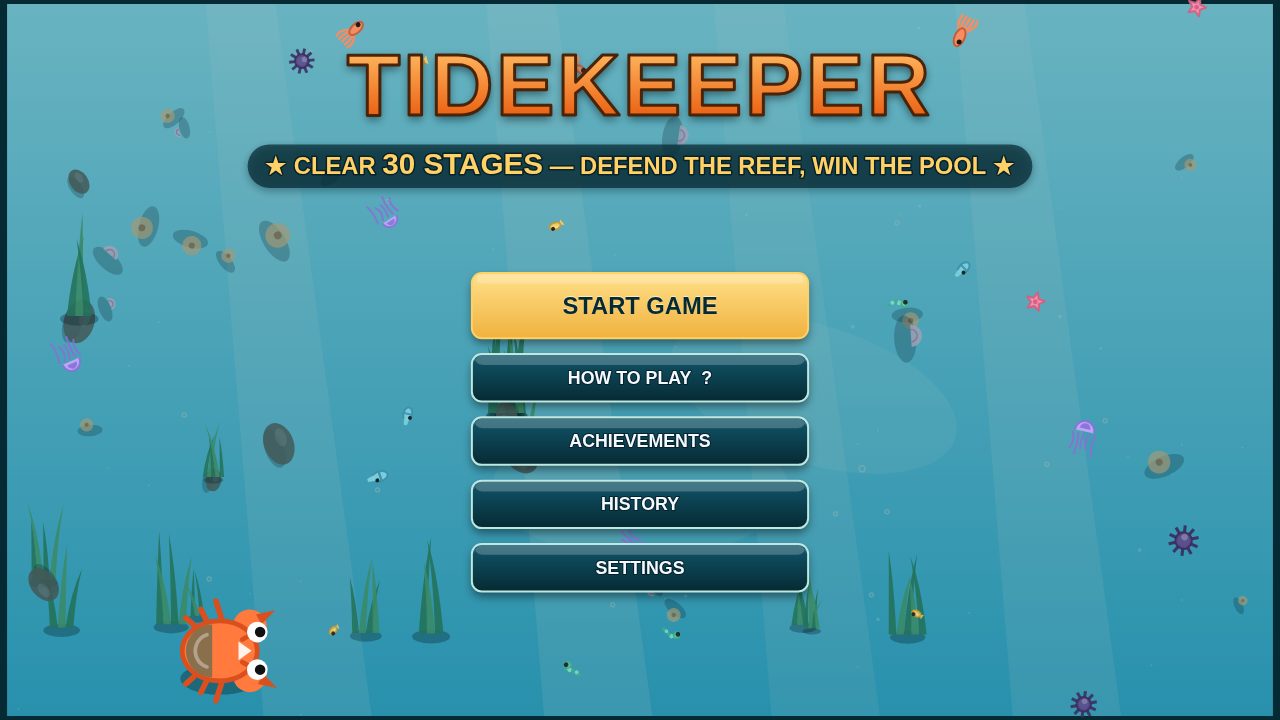 TIDEKEEPER
★ CLEAR 30 STAGES — DEFEND THE REEF, WIN THE POOL ★
START GAME
HOW TO PLAY ?
ACHIEVEMENTS
HISTORY
SETTINGS